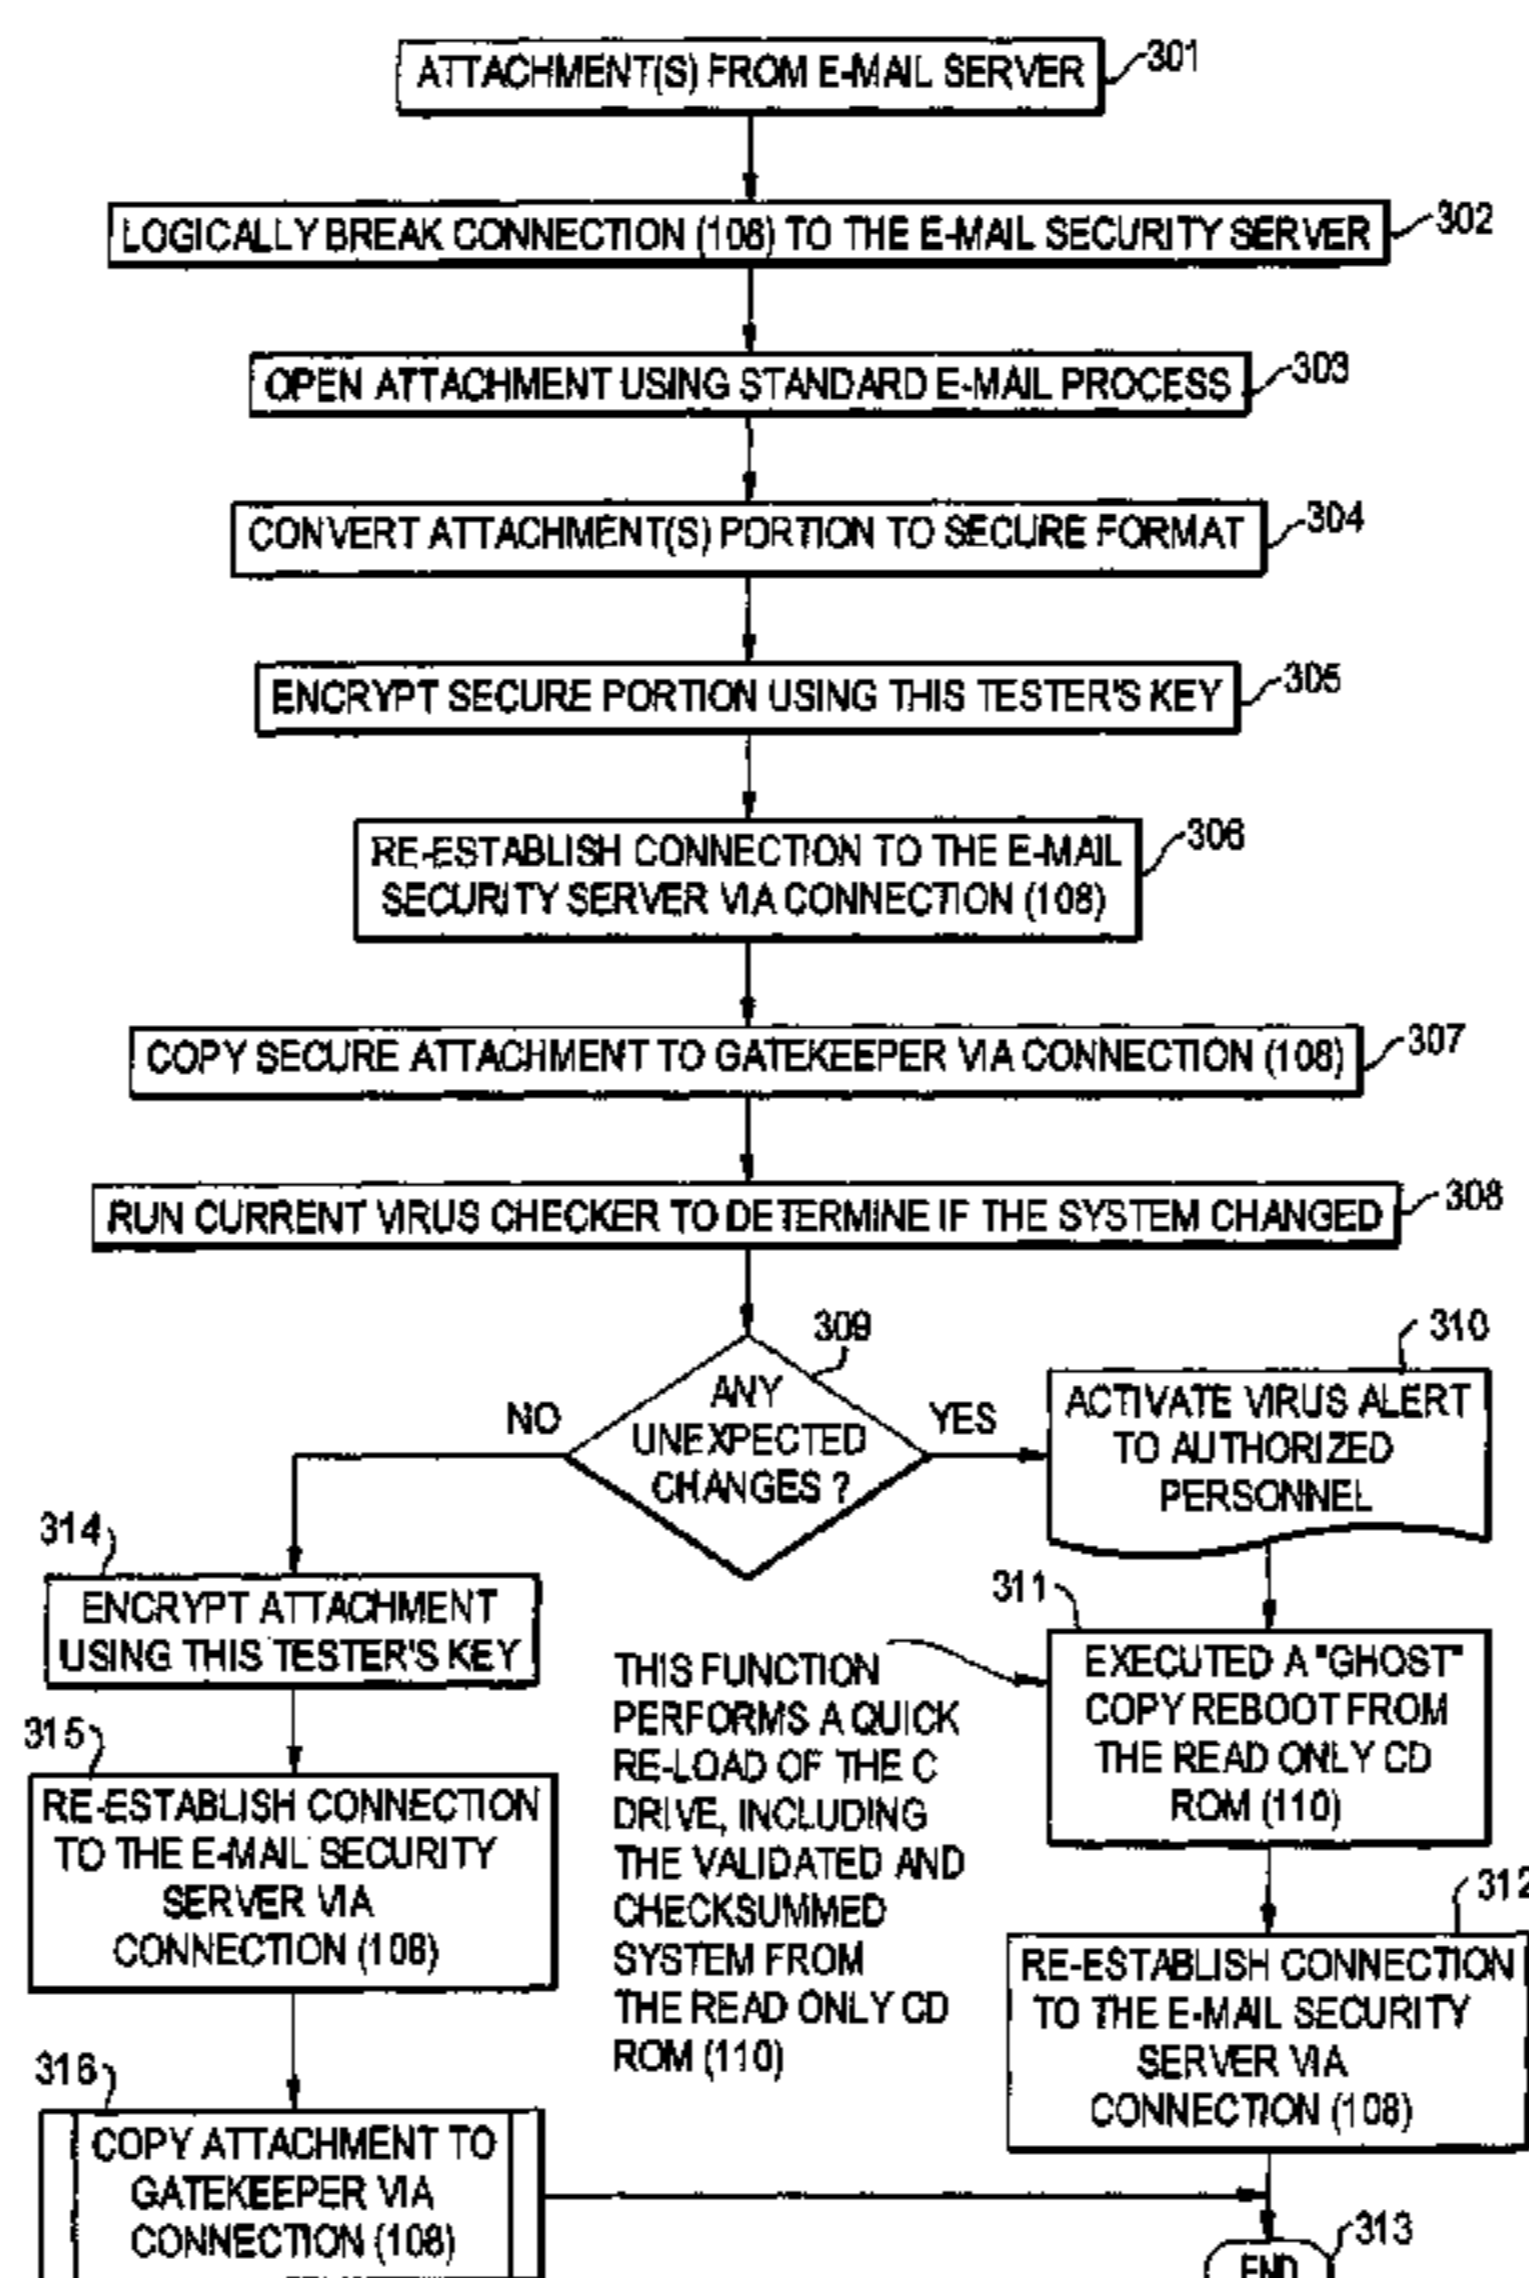 ATTACHMENT(S) FROM E-MAIL SERVER
301
LOGICALLY BREAK CONNECTION (108) TO THE E-MAIL SECURITY SERVER
302
OPEN ATTACHMENT USING STANDARD E-MAIL PROCESS
303
CONVERT ATTACHMENT(S) PORTION TO SECURE FORMAT
304
ENCRYPT SECURE PORTION USING THIS TESTER'S KEY
305
RE-ESTABLISH CONNECTION TO THE E-MAIL
SECURITY SERVER VIA CONNECTION (108)
306
COPY SECURE ATTACHMENT TO GATEKEEPER VIA CONNECTION (108)
307
RUN CURRENT VIRUS CHECKER TO DETERMINE IF THE SYSTEM CHANGED
308
309
ANY
UNEXPECTED
CHANGES ?
NO
YES
310
ACTIVATE VIRUS ALERT
TO AUTHORIZED
PERSONNEL
314
ENCRYPT ATTACHMENT
USING THIS TESTER'S KEY
311
EXECUTED A "GHOST"
COPY REBOOT FROM
THE READ ONLY CD
ROM (110)
THIS FUNCTION
PERFORMS A QUICK
RE-LOAD OF THE C
DRIVE, INCLUDING
THE VALIDATED AND
CHECKSUMMED
SYSTEM FROM
THE READ ONLY CD
ROM (110)
315
RE-ESTABLISH CONNECTION
TO THE E-MAIL SECURITY
SERVER VIA
CONNECTION (108)
312
RE-ESTABLISH CONNECTION
TO THE E-MAIL SECURITY
SERVER VIA
CONNECTION (108)
316
COPY ATTACHMENT TO
GATEKEEPER VIA
CONNECTION (108)
313
END